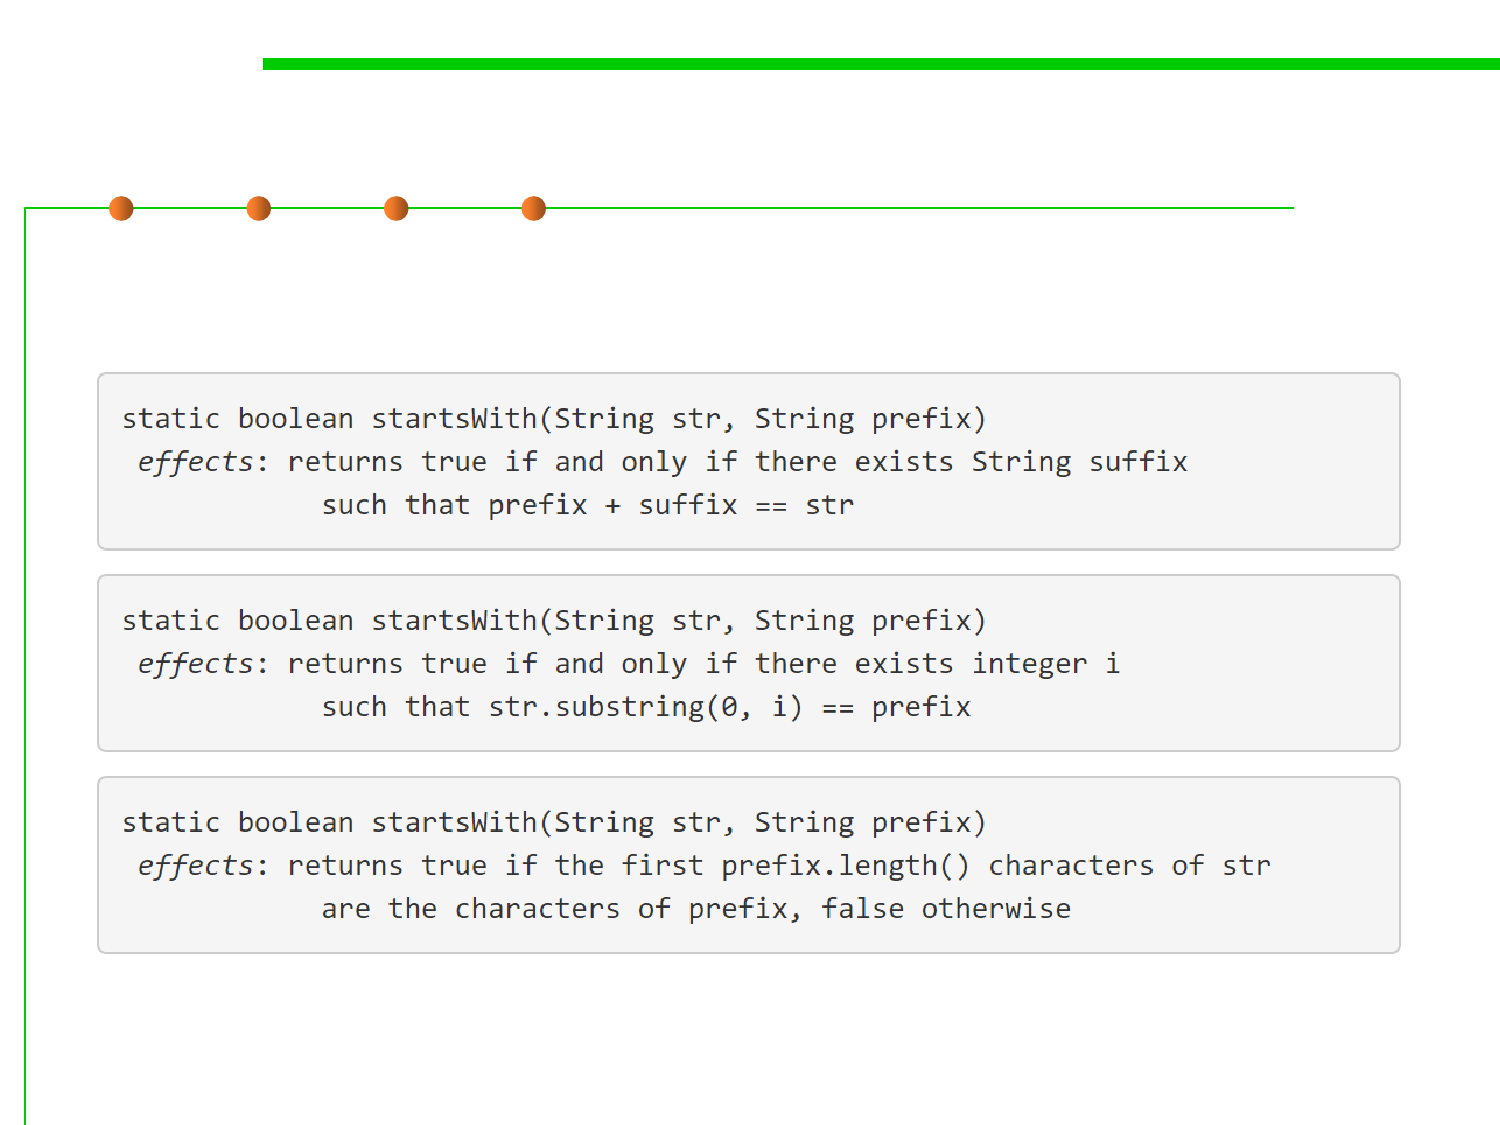 static boolean startsWith(String str, String prefix)
effects: returns true if and only if there exists String suffix
such that prefix + suffix == str
static boolean startsWith(String str, String prefix)
effects: returns true if and only if there exists integer i
such that str.substring(0, i) == prefix
static boolean startsWith(String str, String prefix)
effects: returns true if the first prefix.length() characters of str
are the characters of prefix, false otherwise